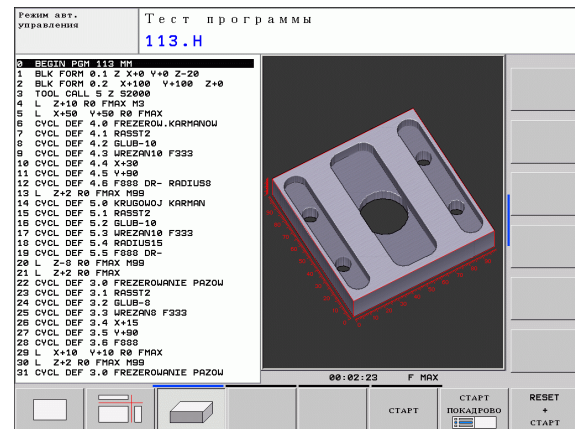 Режим авт.
управления
Тест программы
113.H
0 BEGIN PGM 113 MM
1 BLK FORM 0.1 Z X+0 Y+0 Z-20
2 BLK FORM 0.2 X+100 Y+100 Z+0
3 TOOL CALL 5 Z S2000
4 L Z+10 R0 FMAX M3
5 L X+50 Y+50 R0 FMAX
6 CYCL DEF 4.0 FREZEROW.KARMANOW
7 CYCL DEF 4.1 RASST2
8 CYCL DEF 4.2 GLUB-10
9 CYCL DEF 4.3 WREZAN10 F333
10 CYCL DEF 4.4 X+30
11 CYCL DEF 4.5 Y+90
12 CYCL DEF 4.6 F888 DR- RADIUS8
13 L Z+2 R0 FMAX M99
14 CYCL DEF 5.0 KRUGOWOJ KARMAN
15 CYCL DEF 5.1 RASST2
16 CYCL DEF 5.2 GLUB-10
17 CYCL DEF 5.3 WREZAN10 F333
18 CYCL DEF 5.4 RADIUS15
19 CYCL DEF 5.5 F888 DR-
20 L Z-8 R0 FMAX M99
21 L Z+2 R0 FMAX
22 CYCL DEF 3.0 FREZEROWANIE PAZOW
23 CYCL DEF 3.1 RASST2
24 CYCL DEF 3.2 GLUB-8
25 CYCL DEF 3.3 WREZAN8 F333
26 CYCL DEF 3.4 X+15
27 CYCL DEF 3.5 Y+90
28 CYCL DEF 3.6 F888
29 L X+10 Y+10 R0 FMAX
30 L Z+2 R0 FMAX M99
31 CYCL DEF 3.0 FREZEROWANIE PAZOW
00:02:23 F MAX
СТАРТ
СТАРТ
ПОКАДРОВО
RESET
+
СТАРТ